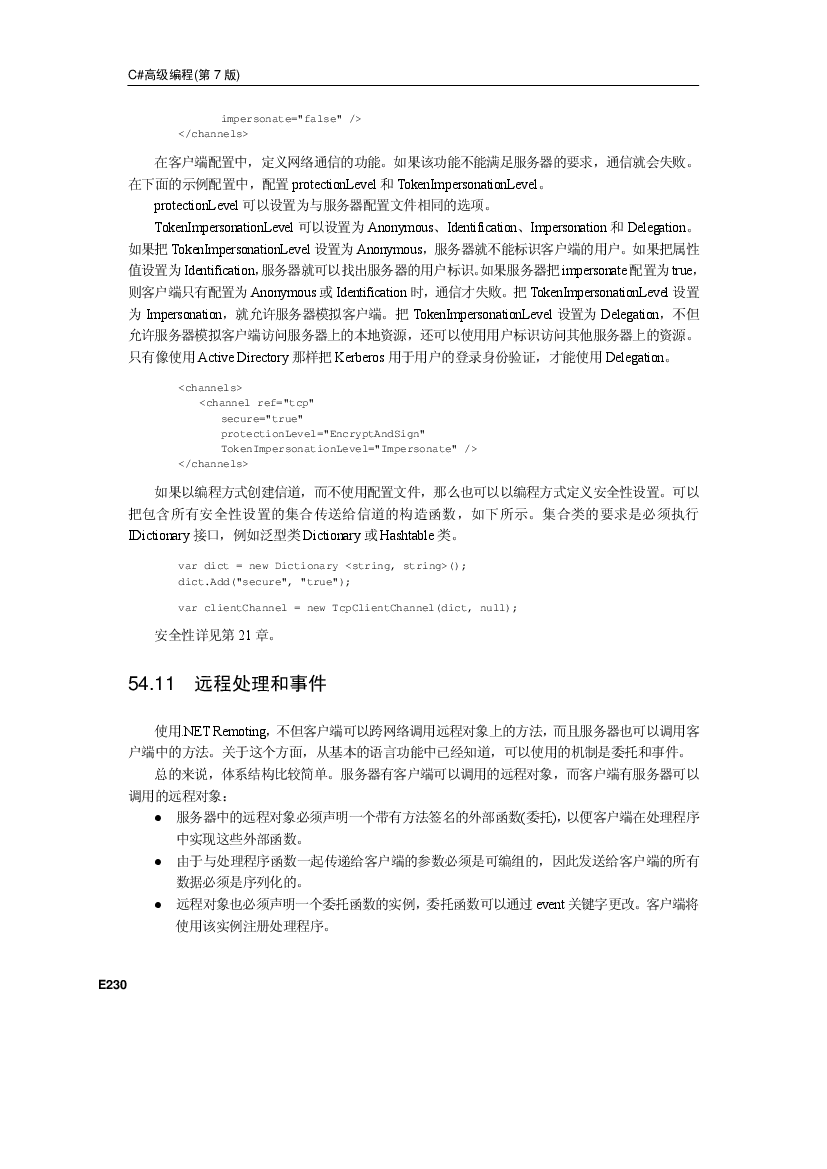 C#高级编程(第 7 版)
impersonate="false" />
</channels>
在客户端配置中，定义网络通信的功能。如果该功能不能满足服务器的要求，通信就会失败。
在下面的示例配置中，配置 protectionLevel 和 TokenImpersonationLevel。
protectionLevel 可以设置为与服务器配置文件相同的选项。
TokenImpersonationLevel 可以设置为 Anonymous、Identification、Impersonation 和 Delegation。
如果把 TokenImpersonationLevel 设置为 Anonymous，服务器就不能标识客户端的用户。如果把属性
值设置为 Identification，服务器就可以找出服务器的用户标识。如果服务器把 impersonate 配置为 true，
则客户端只有配置为 Anonymous 或 Identification 时，通信才失败。把 TokenImpersonationLevel 设置
为 Impersonation，就允许服务器模拟客户端。把 TokenImpersonationLevel 设置为 Delegation，不但
允许服务器模拟客户端访问服务器上的本地资源，还可以使用用户标识访问其他服务器上的资源。
只有像使用 Active Directory 那样把 Kerberos 用于用户的登录身份验证，才能使用 Delegation。
<channels>
<channel ref="tcp"
secure="true"
protectionLevel="EncryptAndSign"
TokenImpersonationLevel="Impersonate" />
</channels>
如果以编程方式创建信道，而不使用配置文件，那么也可以以编程方式定义安全性设置。可以
把包含所有安全性设置的集合传送给信道的构造函数，如下所示。集合类的要求是必须执行
IDictionary 接口，例如泛型类 Dictionary 或 Hashtable 类。
var dict = new Dictionary <string, string>();
dict.Add("secure", "true");
var clientChannel = new TcpClientChannel(dict, null);
安全性详见第 21 章。
54.11 远程处理和事件
使用.NET Remoting，不但客户端可以跨网络调用远程对象上的方法，而且服务器也可以调用客
户端中的方法。关于这个方面，从基本的语言功能中已经知道，可以使用的机制是委托和事件。
总的来说，体系结构比较简单。服务器有客户端可以调用的远程对象，而客户端有服务器可以
调用的远程对象：
● 服务器中的远程对象必须声明一个带有方法签名的外部函数(委托)，以便客户端在处理程序
中实现这些外部函数。
● 由于与处理程序函数一起传递给客户端的参数必须是可编组的，因此发送给客户端的所有
数据必须是序列化的。
● 远程对象也必须声明一个委托函数的实例，委托函数可以通过 event 关键字更改。客户端将
使用该实例注册处理程序。
E230